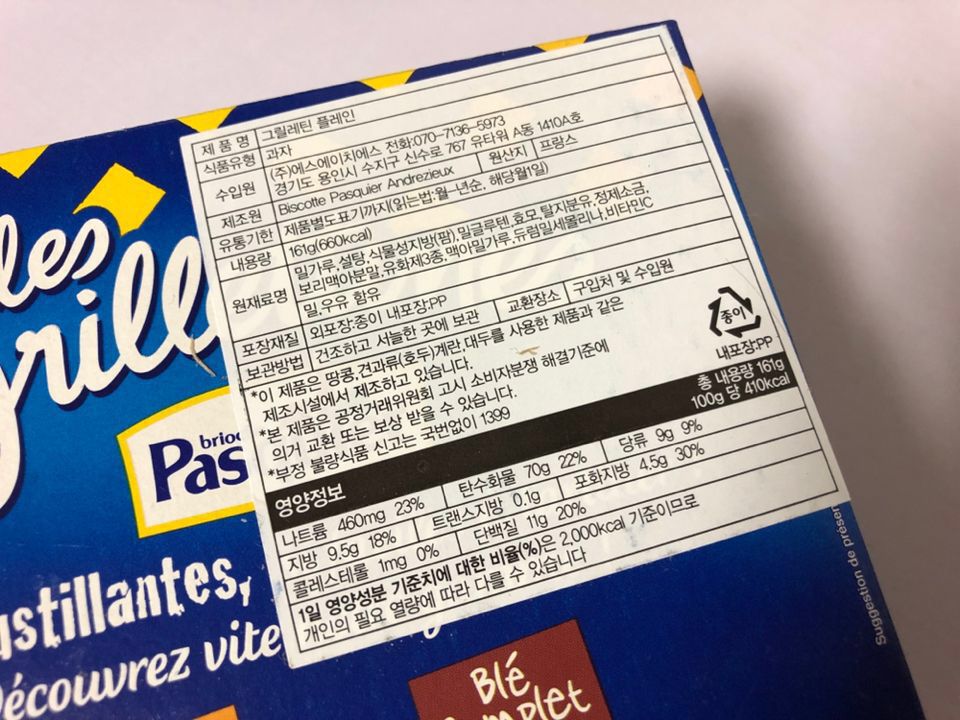 제 품 명 그릴레틴 플레인
식품유형 과자
수입원 (주)에스에이치에스 전화:070-7136-5973
경기도 용인시 수지구 신수로 767 유타워 A동 1410A호
제조원 Biscotte Pasquier Andrezieux 원산지 프랑스
유통기한 제품별도표기까지(읽는법:월-년순, 해당월1일)
내용량 161g(660kcal)
원재료명 밀가루,설탕,식물성지방(팜),밀글루텐,효모,탈지분유,정제소금,
보리맥아분말,유화제3종,맥아밀가루,듀럼밀세몰리나,비타민C
밀,우유 함유
포장재질 외포장:종이 내포장:PP 교환장소 구입처 및 수입원
보관방법 건조하고 서늘한 곳에 보관
*이 제품은 땅콩,견과류(호두)계란,대두를 사용한 제품과 같은
제조시설에서 제조하고 있습니다.
*본 제품은 공정거래위원회 고시 소비자분쟁 해결기준에
의거 교환 또는 보상 받을 수 있습니다.
*부정 불량식품 신고는 국번없이 1399
종이
내포장:PP
영양정보 총 내용량 161g
100g 당 410kcal
나트륨 460mg 23% 탄수화물 70g 22% 당류 9g 9%
지방 9.5g 18% 트랜스지방 0.1g 포화지방 4.5g 30%
콜레스테롤 1mg 0% 단백질 11g 20%
1일 영양성분 기준치에 대한 비율(%)은 2,000kcal 기준이므로
개인의 필요 열량에 따라 다를 수 있습니다
les
grill
brio
Pas
ustillantes,
Découvrez vite
Blé
omplet
Suggestion de présen